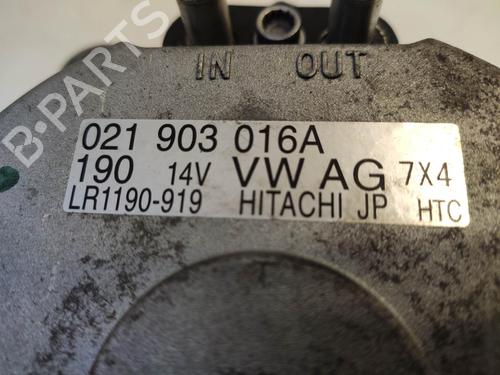 IN OUT
021 903 016A
190 14V VW AG 7X4
LR1190-919 HITACHI JP HTC
B-PARTS